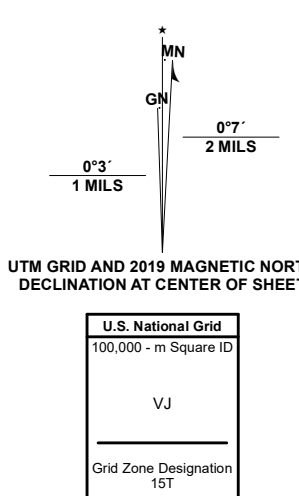 ★
MN
GN
0°7´
2 MILS
0°3´
1 MILS
UTM GRID AND 2019 MAGNETIC NORT
DECLINATION AT CENTER OF SHEET
U.S. National Grid
100,000 - m Square ID
VJ
Grid Zone Designation
15T